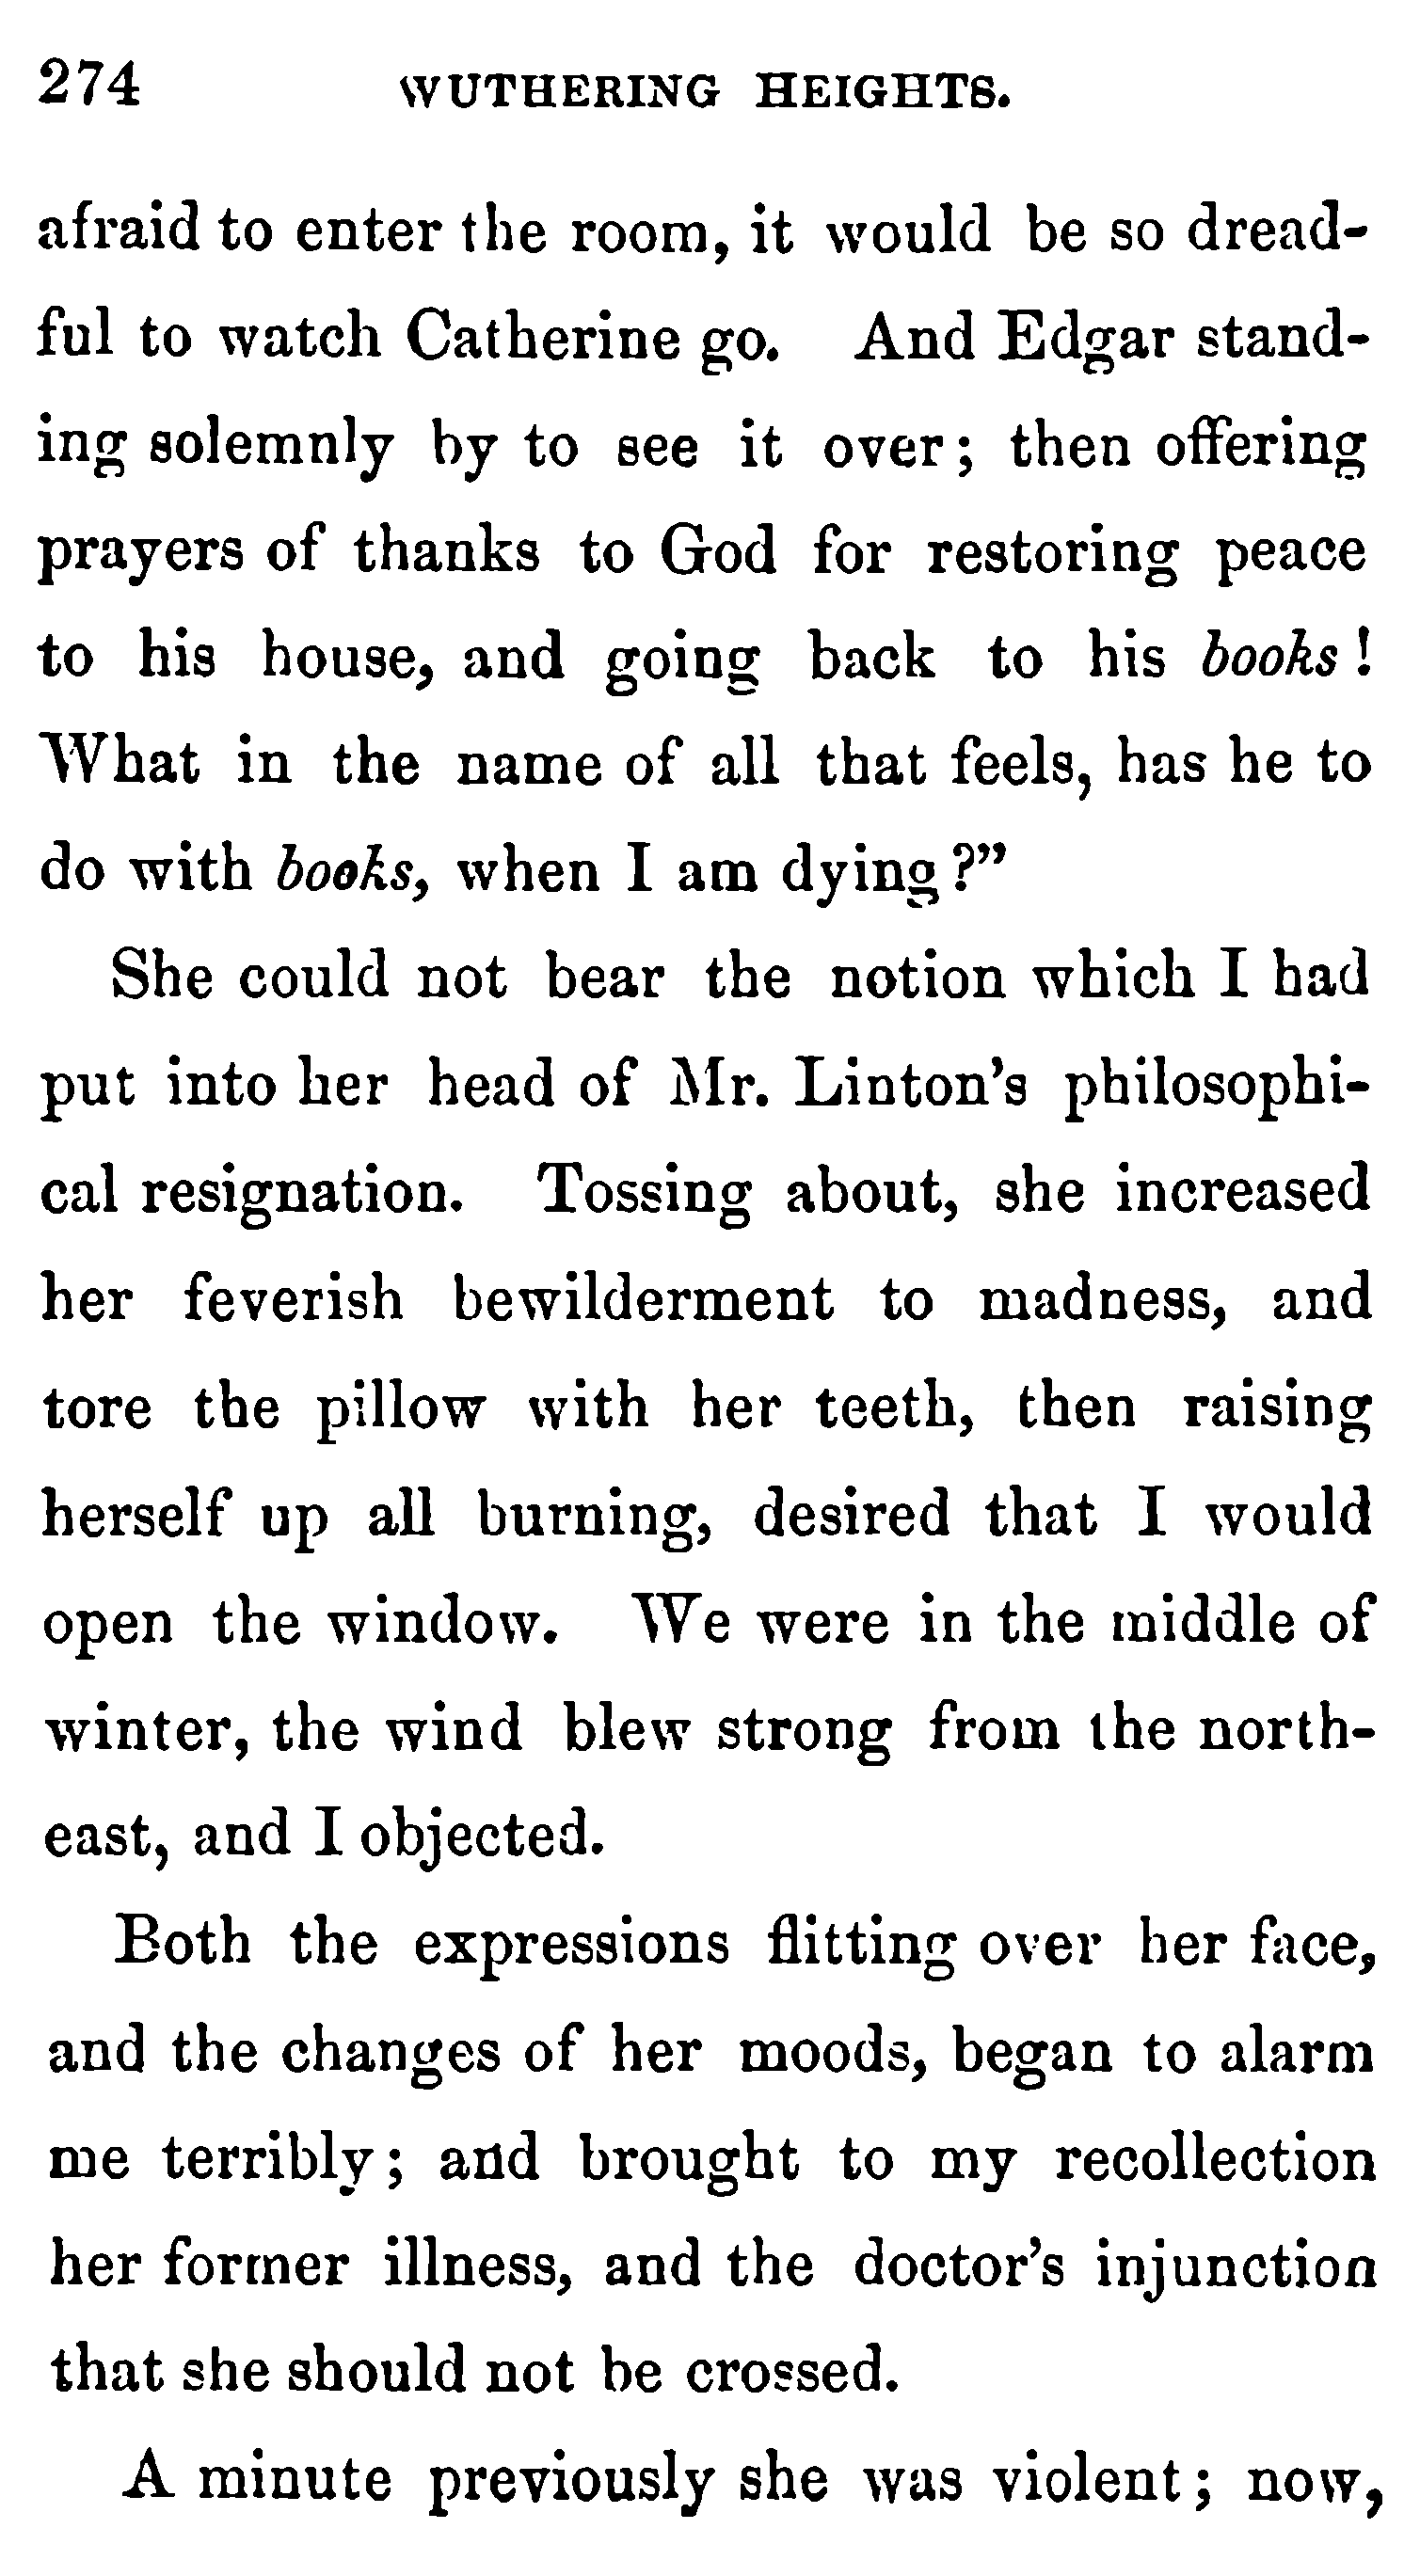 274 WUTHERING HEIGHTS.
afraid to enter the room, it would be so dread-
ful to watch Catherine go. And Edgar stand-
ing solemnly by to see it over; then offering
prayers of thanks to God for restoring peace
to his house, and going back to his books!
What in the name of all that feels, has he to
do with books, when I am dying?”
She could not bear the notion which I had
put into her head of Mr. Linton’s philosophi-
cal resignation. Tossing about, she increased
her feverish bewilderment to madness, and
tore the pillow with her teeth, then raising
herself up all burning, desired that I would
open the window. We were in the middle of
winter, the wind blew strong from the north-
east, and I objected.
Both the expressions flitting over her face,
and the changes of her moods, began to alarm
me terribly; and brought to my recollection
her former illness, and the doctor’s injunction
that she should not be crossed.
A minute previously she was violent; now,